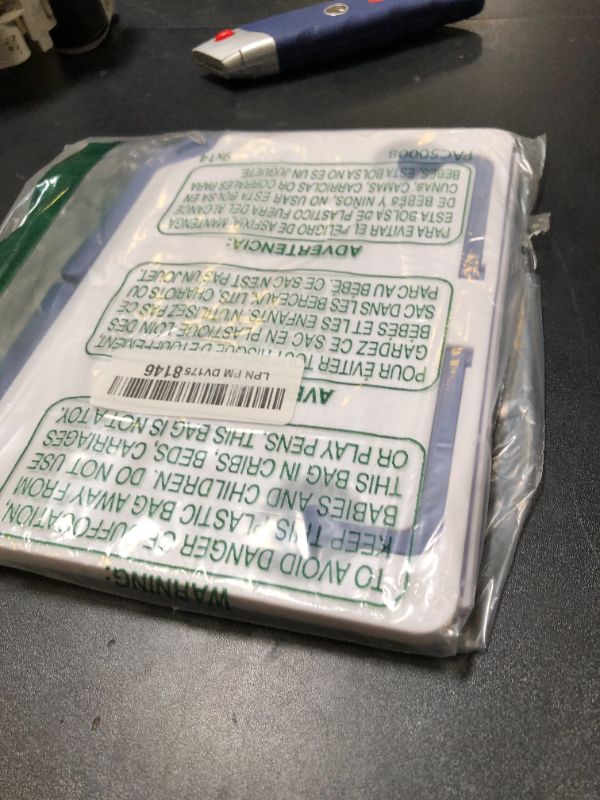 WARNING:
TO AVOID DANGER OF SUFFOCATION,
KEEP THIS PLASTIC BAG AWAY FROM
BABIES AND CHILDREN. DO NOT USE
THIS BAG IN CRIBS, BEDS, CARRIAGES
OR PLAY PENS. THIS BAG IS NOT A TOY.
LPN PM DV1758146
POUR ÉVITER TOUT RISQUE D'ETOUFFEMENT
GARDEZ CE SAC EN PLASTIQUE LOIN DES
BÉBÉS ET LES ENFANTS. N'UTILISEZ PAS CE
SAC DANS LES BERCEAUX, LITS, CHARIOTS OU
PARC AU BÉBÉ. CE SAC N'EST PAS UN JOUET.
ADVERTENCIA:
PARA EVITAR EL PELIGRO DE ASFIXIA, MANTENGA
ESTA BOLSA DE PLASTICO FUERA DEL ALCANCE
DE BEBÉS Y NIÑOS. NO USAR ESTA BOLSA EN
CUNAS, CAMAS, CARRIOLAS OR CORRALES PARA
BEBES. ESTA BOLSA NO ES UN JUGUETE.
PAC50008 9x14